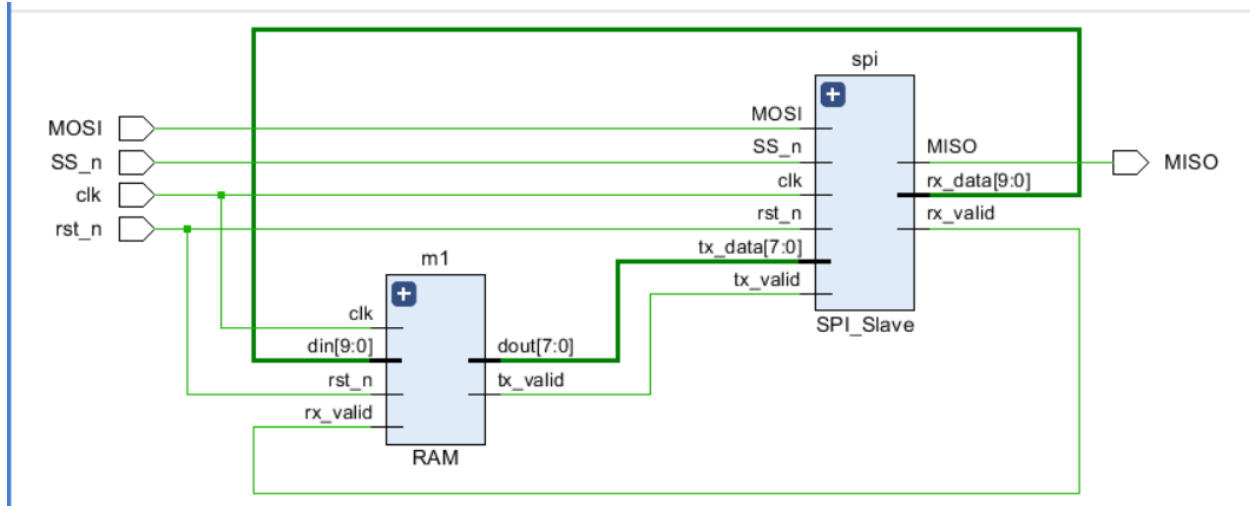 spi
MOSI
SS_n
clk
rst_n
MOSI
SS_n
clk
rst_n
tx_data[7:0]
tx_valid
MISO
rx_data[9:0]
rx_valid
SPI_Slave
MISO
m1
clk
din[9:0]
rst_n
rx_valid
dout[7:0]
tx_valid
RAM